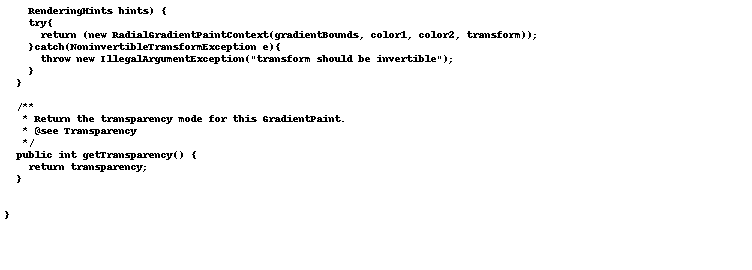 RenderingHints hints) {
try{
return (new RadialGradientPaintContext(gradientBounds, color1, color2, transform));
}catch(NoninvertibleTransformException e){
throw new IllegalArgumentException("transform should be invertible");
}
}
/**
* Return the transparency mode for this GradientPaint.
* @see Transparency
*/
public int getTransparency() {
return transparency;
}
}